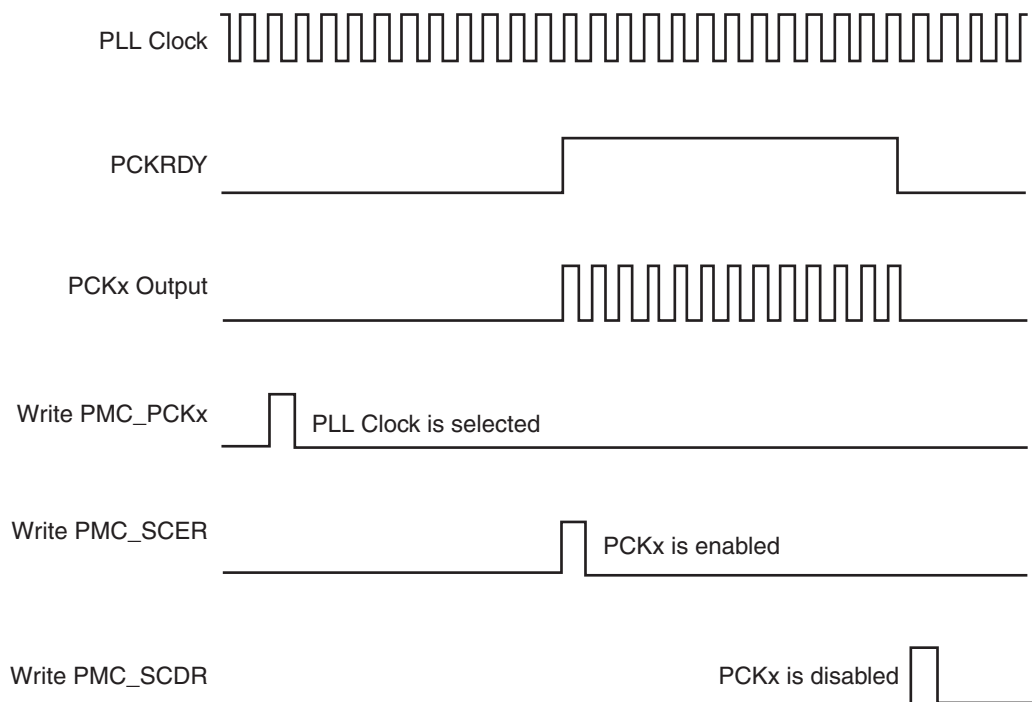 PLL Clock
PCKRDY
PCKx Output
Write PMC_PCKx
PLL Clock is selected
Write PMC_SCER
PCKx is enabled
Write PMC_SCDR
PCKx is disabled